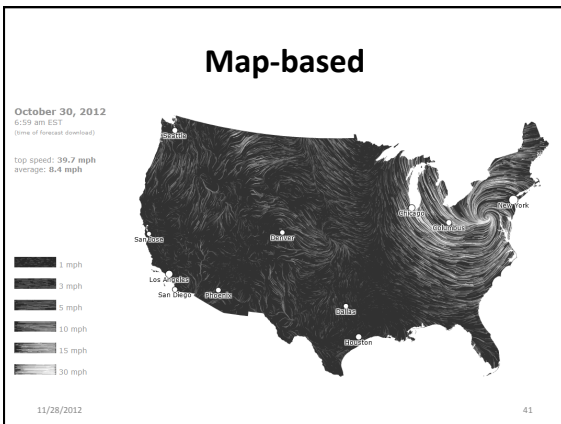 Map-based
October 30, 2012
6:59 am EST
(time of forecast download)
top speed: 39.7 mph
average: 8.4 mph
Seattle
Chicago
New York
Columbus
San Jose
Denver
Los Angeles
San Diego
Phoenix
Dallas
Houston
1 mph
3 mph
5 mph
10 mph
15 mph
30 mph
11/28/2012
41